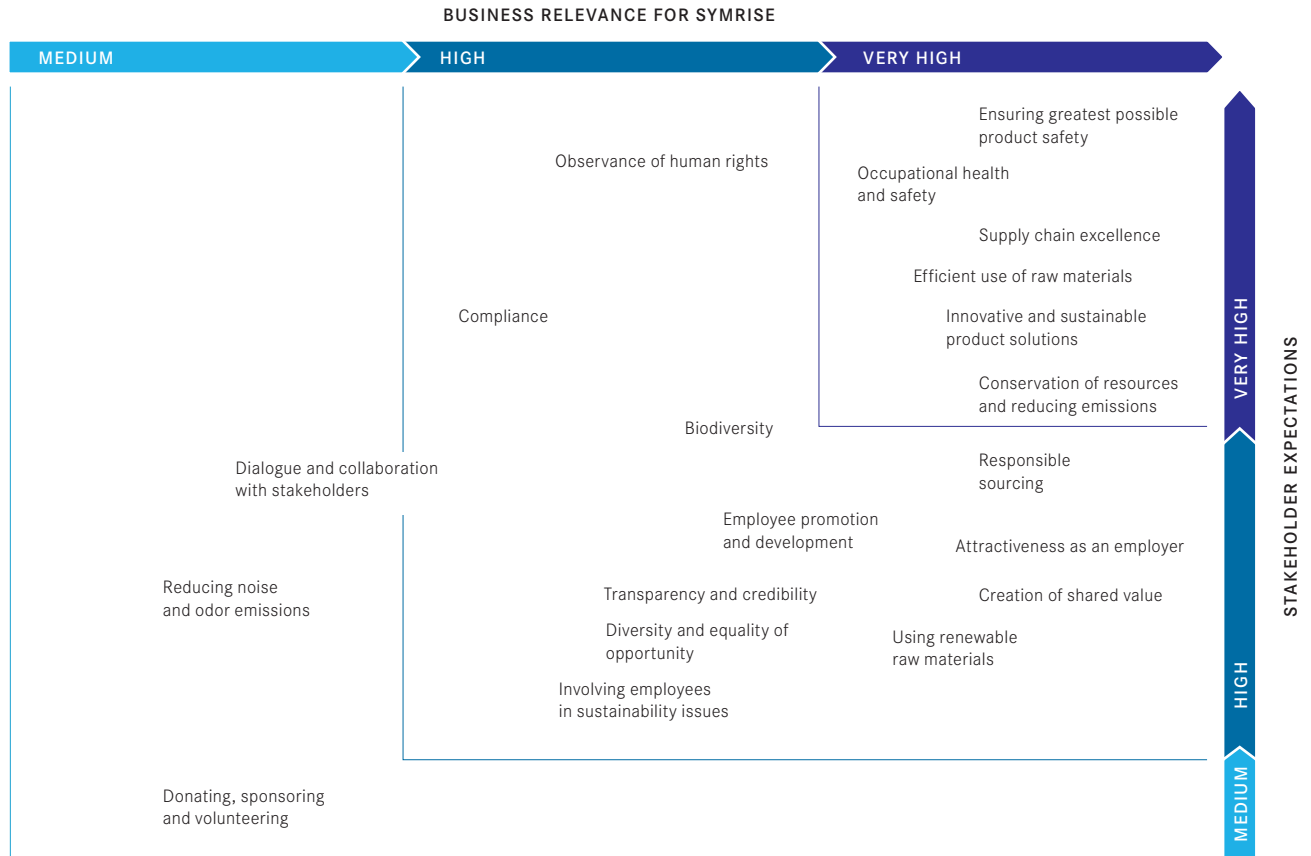 BUSINESS RELEVANCE FOR SYMRISE
MEDIUM
HIGH
VERY HIGH
Ensuring greatest possible
product safety
Observance of human rights
Occupational health
and safety
Supply chain excellence
Efficient use of raw materials
Compliance
Innovative and sustainable
product solutions
Conservation of resources
and reducing emissions
Biodiversity
Dialogue and collaboration
with stakeholders
Responsible
sourcing
Employee promotion
and development
Attractiveness as an employer
Reducing noise
and odor emissions
Transparency and credibility
Creation of shared value
Diversity and equality of
opportunity
Using renewable
raw materials
Involving employees
in sustainability issues
Donating, sponsoring
and volunteering
VERY HIGH
HIGH
MEDIUM
STAKEHOLDER EXPECTATIONS